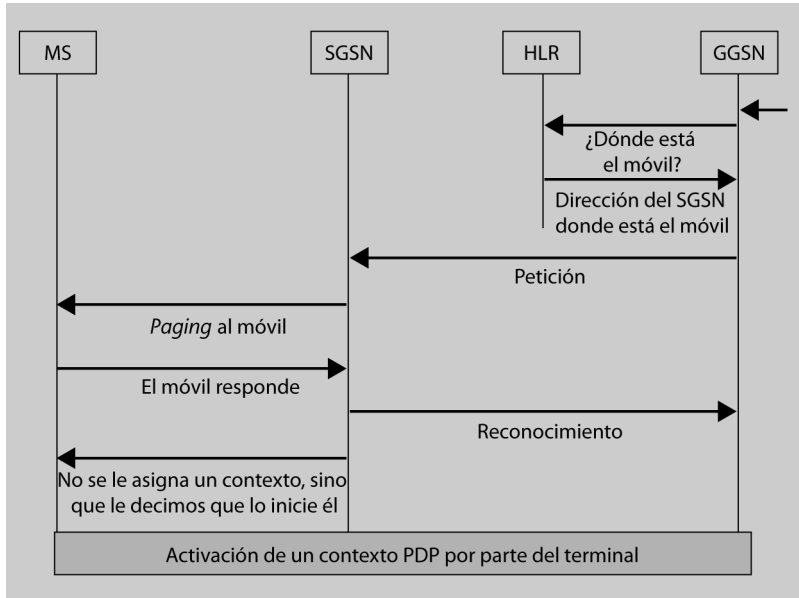 MS
SGSN
HLR
GGSN
¿Dónde está
el móvil?
Dirección del SGSN
donde está el móvil
Petición
Paging al móvil
El móvil responde
Reconocimiento
No se le asigna un contexto, sino
que le decimos que lo inicie él
Activación de un contexto PDP por parte del terminal